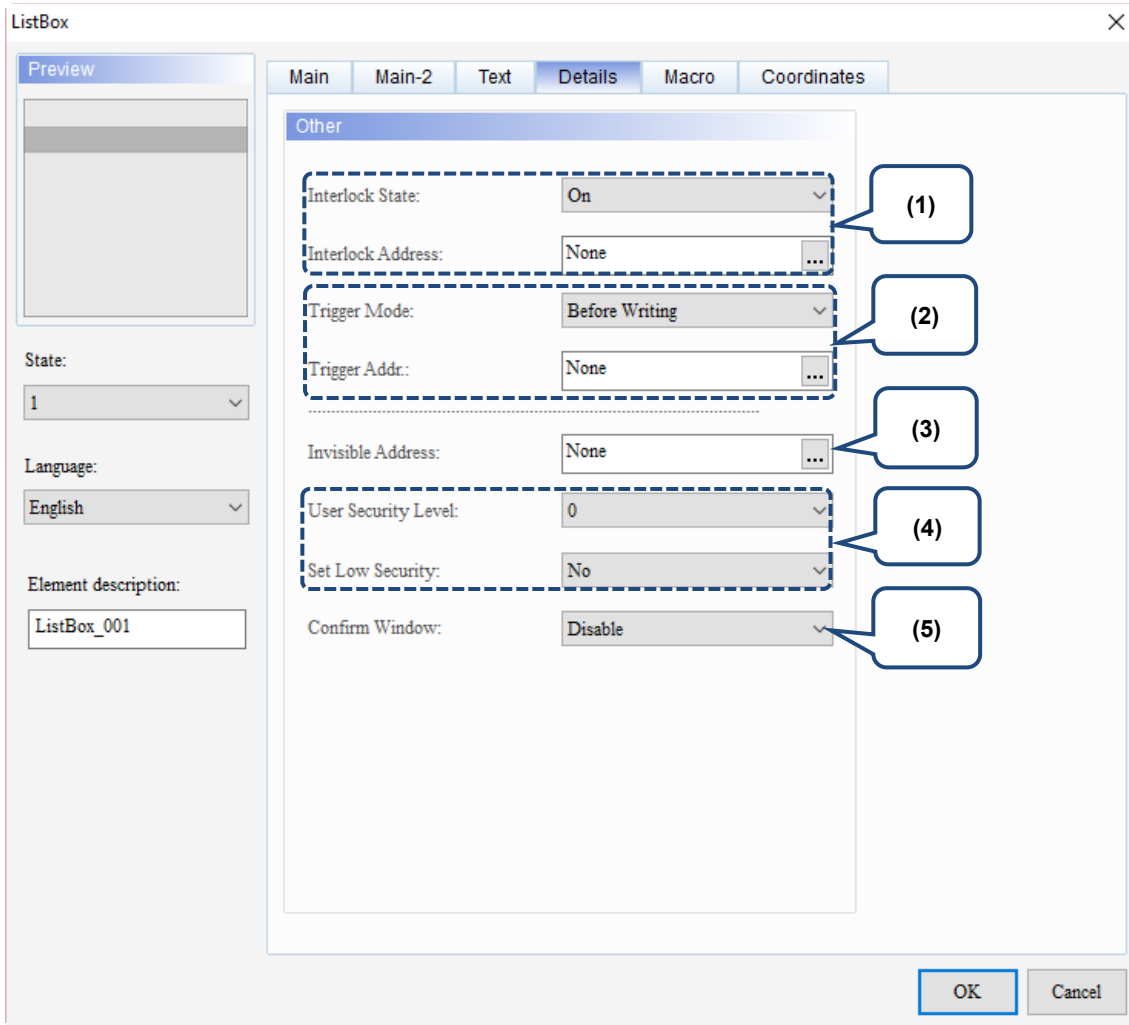 ListBox
Preview
State:
1
Language:
English
Element description:
ListBox_001
Main Main-2 Text Details Macro Coordinates
Other
Interlock State: On
(1)
Interlock Address: None ...
Trigger Mode: Before Writing
(2)
Trigger Addr.: None ...
Invisible Address: None ...
(3)
User Security Level: 0
(4)
Set Low Security: No
Confirm Window: Disable
(5)
OK Cancel